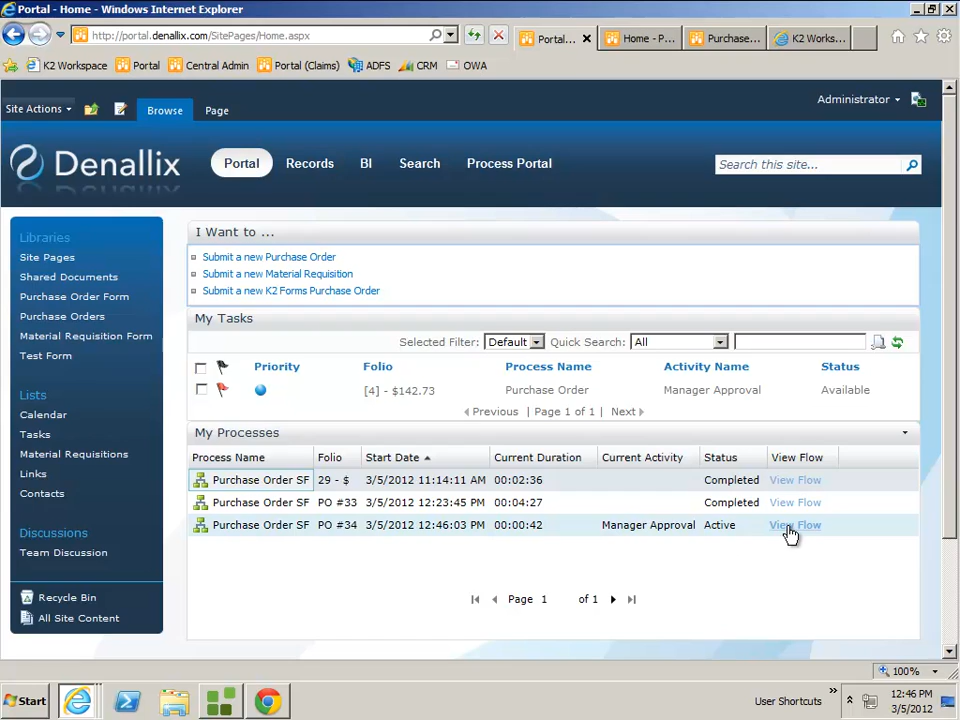 Portal - Home - Windows Internet Explorer
http://portal.denallix.com/SitePages/Home.aspx
Portal... Home - P... Purchase... K2 Works...
K2 Workspace Portal Central Admin Portal (Claims) ADFS CRM OWA
Site Actions Browse Page Administrator
Denallix Portal Records BI Search Process Portal Search this site...
Libraries
Site Pages
Shared Documents
Purchase Order Form
Purchase Orders
Material Requisition Form
Test Form
Lists
Calendar
Tasks
Material Requisitions
Links
Contacts
Discussions
Team Discussion
Recycle Bin
All Site Content
I Want to ...
Submit a new Purchase Order
Submit a new Material Requisition
Submit a new K2 Forms Purchase Order
My Tasks
Selected Filter: Default Quick Search: All
Priority Folio Process Name Activity Name Status
[4] - $142.73 Purchase Order Manager Approval Available
Previous | Page 1 of 1 | Next
My Processes
Process Name Folio Start Date Current Duration Current Activity Status View Flow
Purchase Order SF 29 - $ 3/5/2012 11:14:11 AM 00:02:36 Completed View Flow
Purchase Order SF PO #33 3/5/2012 12:23:45 PM 00:04:27 Completed View Flow
Purchase Order SF PO #34 3/5/2012 12:46:03 PM 00:00:42 Manager Approval Active View Flow
Page 1 of 1
100%
Start User Shortcuts » 12:46 PM
3/5/2012